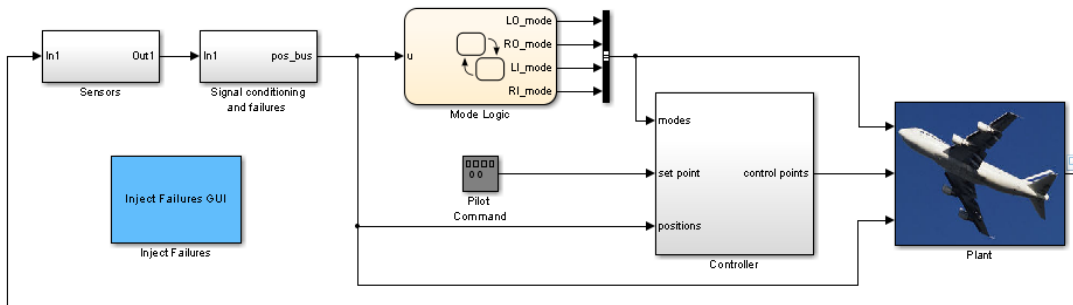 In1
Out1
Sensors
In1
pos_bus
Signal conditioning
and failures
u
LO_mode
RO_mode
LI_mode
RI_mode
Mode Logic
Inject Failures GUI
Inject Failures
Pilot
Command
modes
set point
positions
control points
Controller
Plant